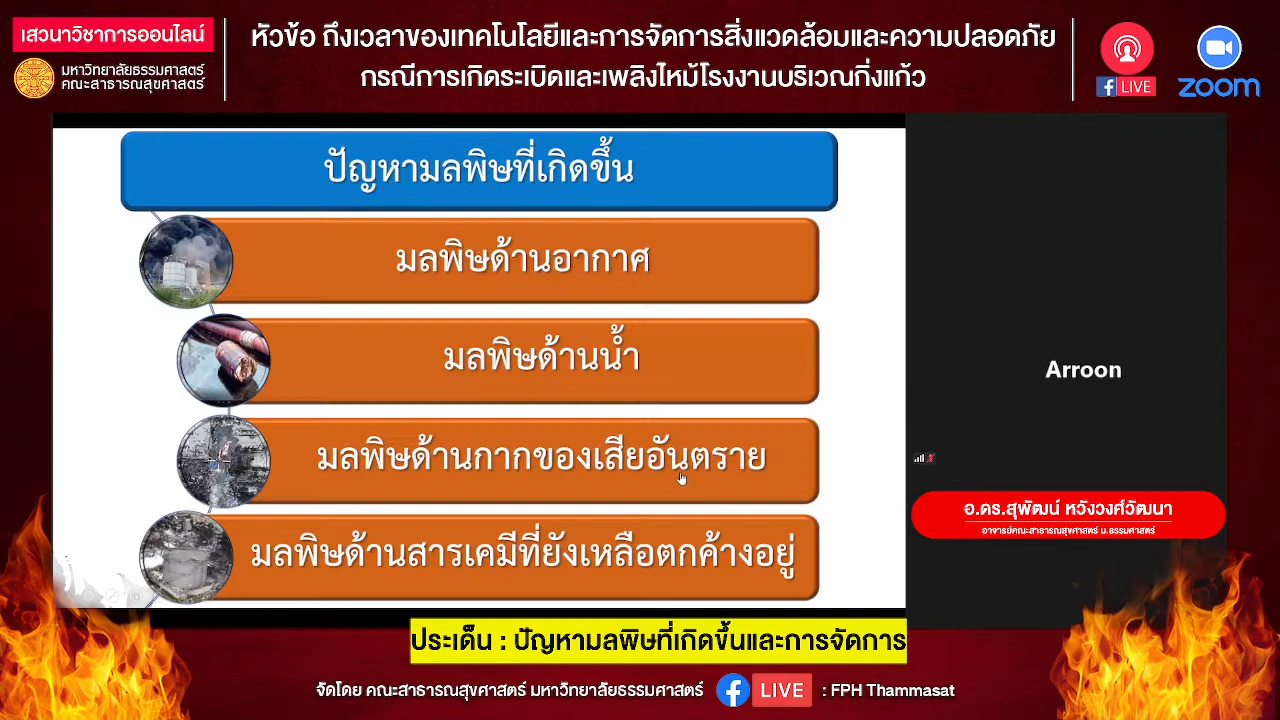 เสวนาวิชาการออนไลน์
มหาวิทยาลัยธรรมศาสตร์
คณะสาธารณสุขศาสตร์
หัวข้อ ถึงเวลาของเทคโนโลยีและการจัดการสิ่งแวดล้อมและความปลอดภัย
กรณีการเกิดระเบิดและเพลิงไหม้โรงงานบริเวณกิ่งแก้ว
LIVE
zoom
ปัญหามลพิษที่เกิดขึ้น
มลพิษด้านอากาศ
มลพิษด้านน้ำ
มลพิษด้านกากของเสียอันตราย
มลพิษด้านสารเคมีที่ยังเหลือตกค้างอยู่
Arroon
อ.ดร.สุพัฒน์ หวังวงศ์วัฒนา
อาจารย์คณะสาธารณสุขศาสตร์ ม.ธรรมศาสตร์
ประเด็น : ปัญหามลพิษที่เกิดขึ้นและการจัดการ
จัดโดย คณะสาธารณสุขศาสตร์ มหาวิทยาลัยธรรมศาสตร์ LIVE : FPH Thammasat